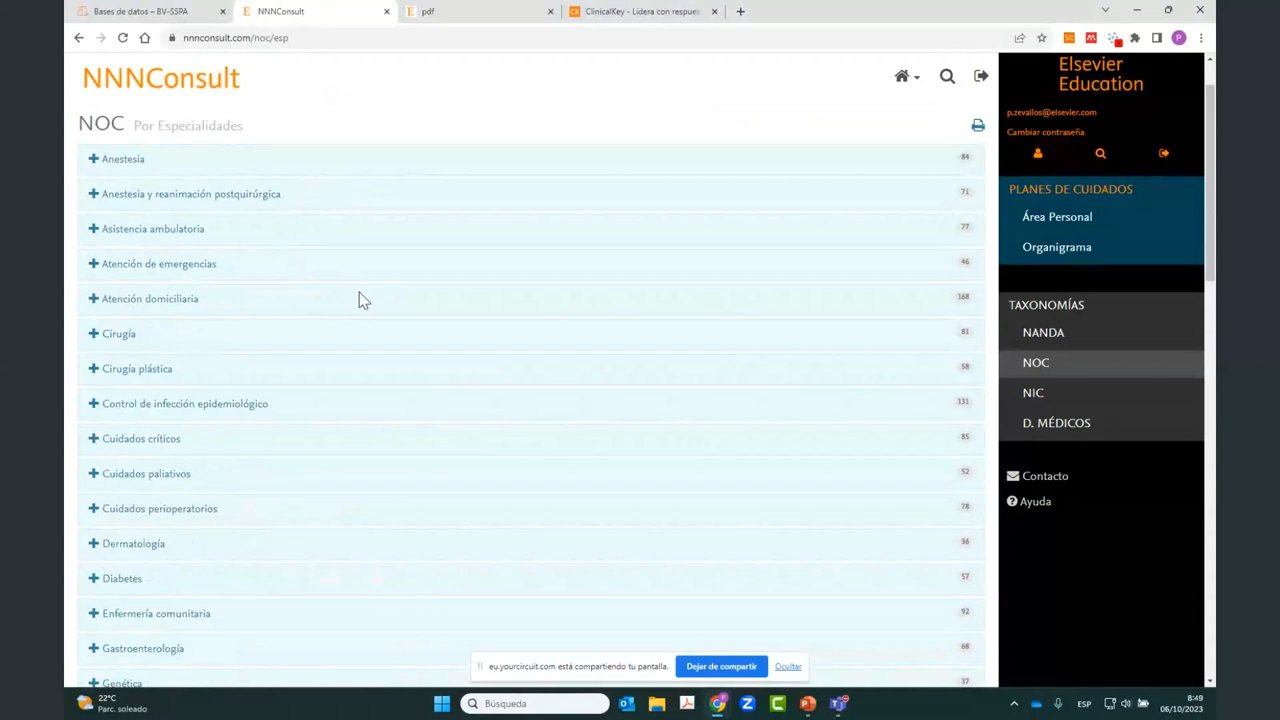 Bases de datos – BV-SSPA
NNNConsult
pdf
ClinicalKey - Lidera con respues
nnnconsult.com/noc/esp
NNNConsult
NOC Por Especialidades
Anestesia 84
Anestesia y reanimación postquirúrgica 71
Asistencia ambulatoria 77
Atención de emergencias 46
Atención domiciliaria 168
Cirugía 81
Cirugía plástica 58
Control de infección epidemiológico 131
Cuidados críticos 85
Cuidados paliativos 52
Cuidados perioperatorios 78
Dermatología 36
Diabetes 57
Enfermería comunitaria 92
Gastroenterología 68
Genética 37
Elsevier
Education
p.zevallos@elsevier.com
Cambiar contraseña
PLANES DE CUIDADOS
Área Personal
Organigrama
TAXONOMÍAS
NANDA
NOC
NIC
D. MÉDICOS
Contacto
Ayuda
eu.yourcircuit.com está compartiendo tu pantalla.
Dejar de compartir
Ocultar
22°C
Parc. soleado
Búsqueda
ESP
8:49
06/10/2023